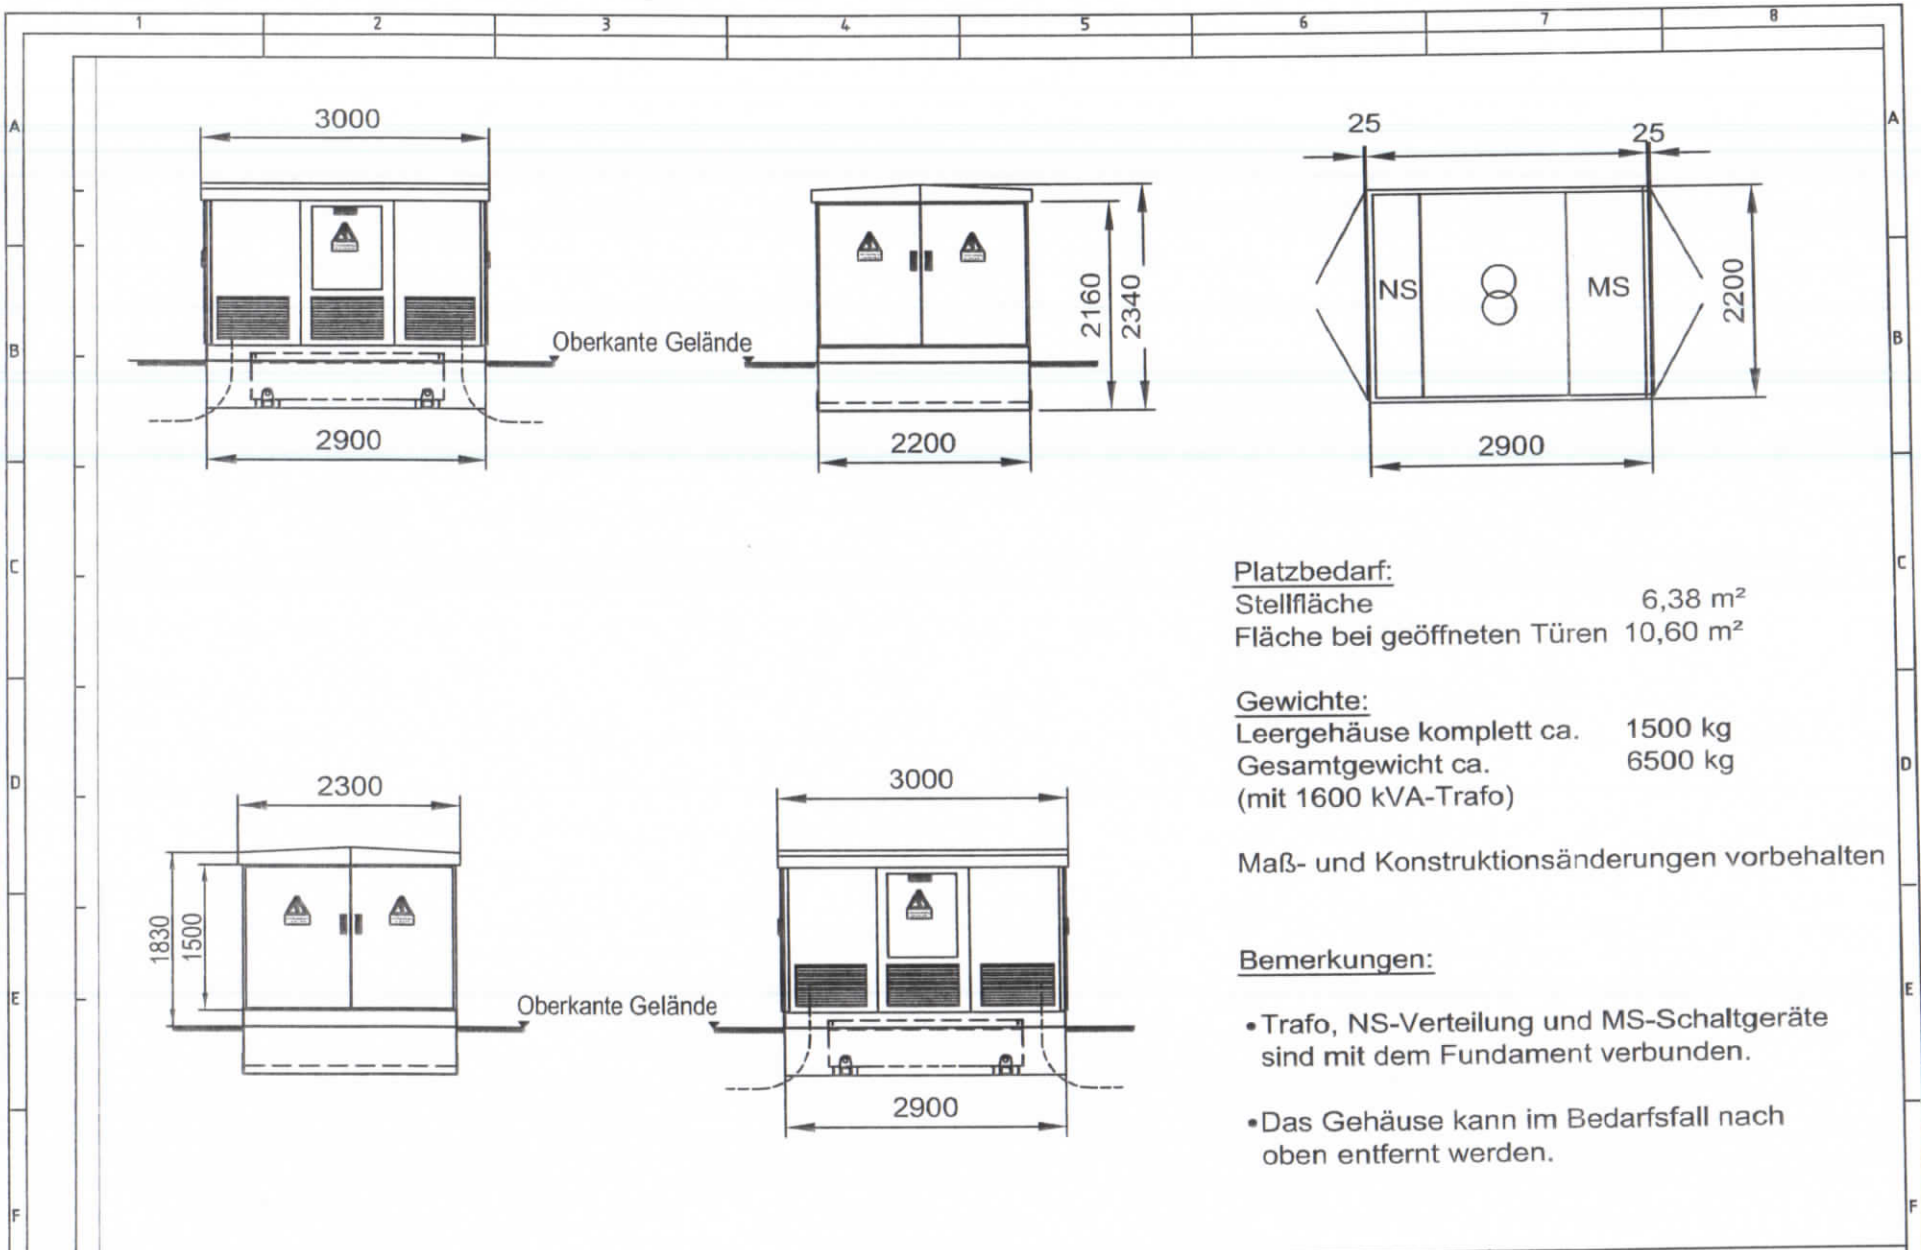 1 2 3 4 5 6 7 8
A A
3000
25 25
2160
2340
2200
NS MS
B B
Oberkante Gelände
2900
2200
2900
C C
Platzbedarf:
Stellfläche 6,38 m²
Fläche bei geöffneten Türen 10,60 m²
Gewichte:
Leergehäuse komplett ca. 1500 kg
Gesamtgewicht ca. 6500 kg
(mit 1600 kVA-Trafo)
D D
2300
3000
Maß- und Konstruktionsänderungen vorbehalten
1830
1500
E E
Oberkante Gelände
2900
Bemerkungen:
•Trafo, NS-Verteilung und MS-Schaltgeräte
sind mit dem Fundament verbunden.
•Das Gehäuse kann im Bedarfsfall nach
oben entfernt werden.
F F